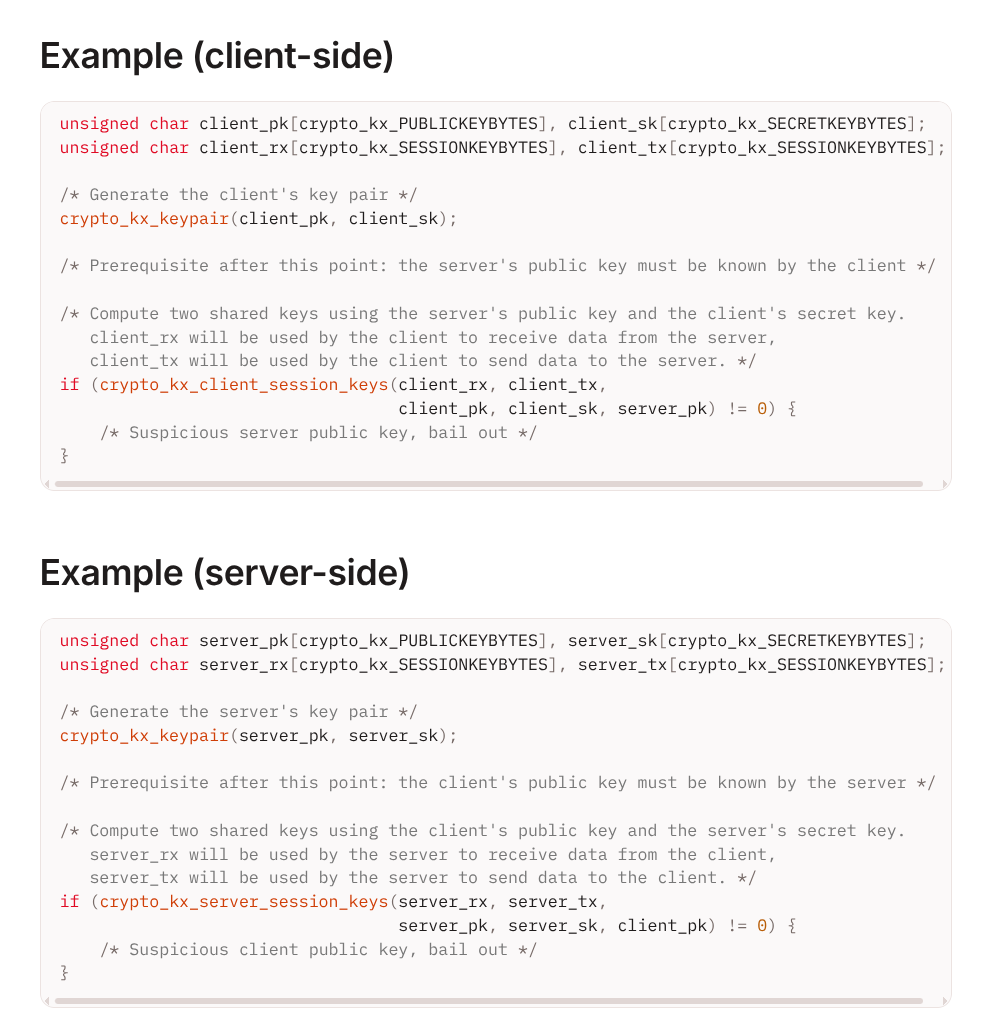 Example (client-side)
unsigned char client_pk[crypto_kx_PUBLICKEYBYTES], client_sk[crypto_kx_SECRETKEYBYTES];
unsigned char client_rx[crypto_kx_SESSIONKEYBYTES], client_tx[crypto_kx_SESSIONKEYBYTES];

/* Generate the client's key pair */
crypto_kx_keypair(client_pk, client_sk);

/* Prerequisite after this point: the server's public key must be known by the client */

/* Compute two shared keys using the server's public key and the client's secret key.
   client_rx will be used by the client to receive data from the server,
   client_tx will be used by the client to send data to the server. */
if (crypto_kx_client_session_keys(client_rx, client_tx,
                                  client_pk, client_sk, server_pk) != 0) {
    /* Suspicious server public key, bail out */
}

Example (server-side)
unsigned char server_pk[crypto_kx_PUBLICKEYBYTES], server_sk[crypto_kx_SECRETKEYBYTES];
unsigned char server_rx[crypto_kx_SESSIONKEYBYTES], server_tx[crypto_kx_SESSIONKEYBYTES];

/* Generate the server's key pair */
crypto_kx_keypair(server_pk, server_sk);

/* Prerequisite after this point: the client's public key must be known by the server */

/* Compute two shared keys using the client's public key and the server's secret key.
   server_rx will be used by the server to receive data from the client,
   server_tx will be used by the server to send data to the client. */
if (crypto_kx_server_session_keys(server_rx, server_tx,
                                  server_pk, server_sk, client_pk) != 0) {
    /* Suspicious client public key, bail out */
}